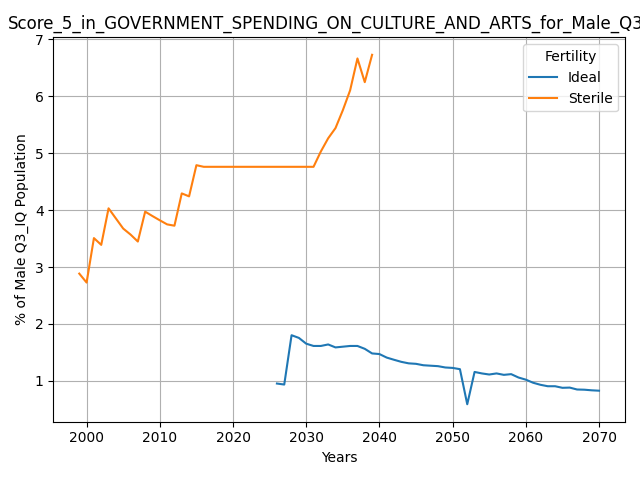 Score_5_in_GOVERNMENT_SPENDING_ON_CULTURE_AND_ARTS_for_Male_Q3
7
6
5
4
3
2
1
% of Male Q3_IQ Population
Fertility
Ideal
Sterile
2000 2010 2020 2030 2040 2050 2060 2070
Years